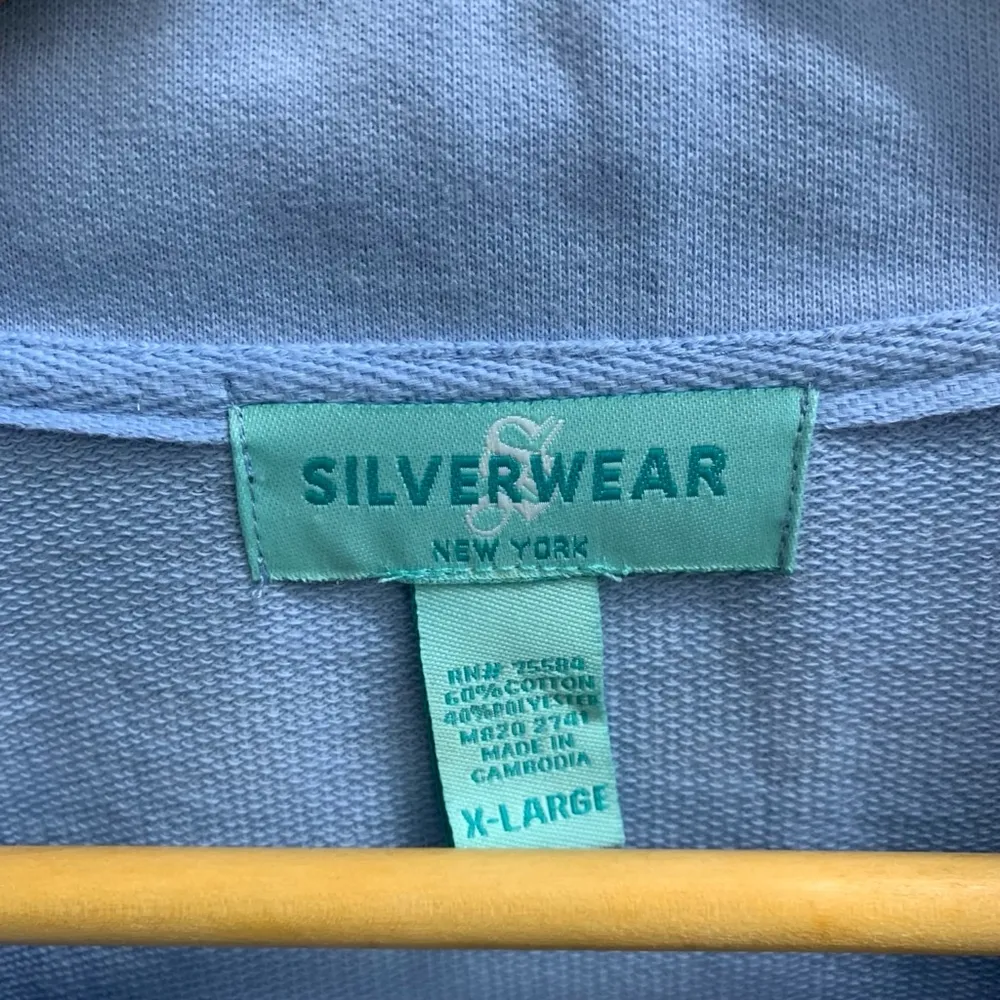 S
SILVERWEAR
NEW YORK
RN# 75584
60%COTTON
40%POLYESTER
M820 2741
MADE IN
CAMBODIA
X-LARGE